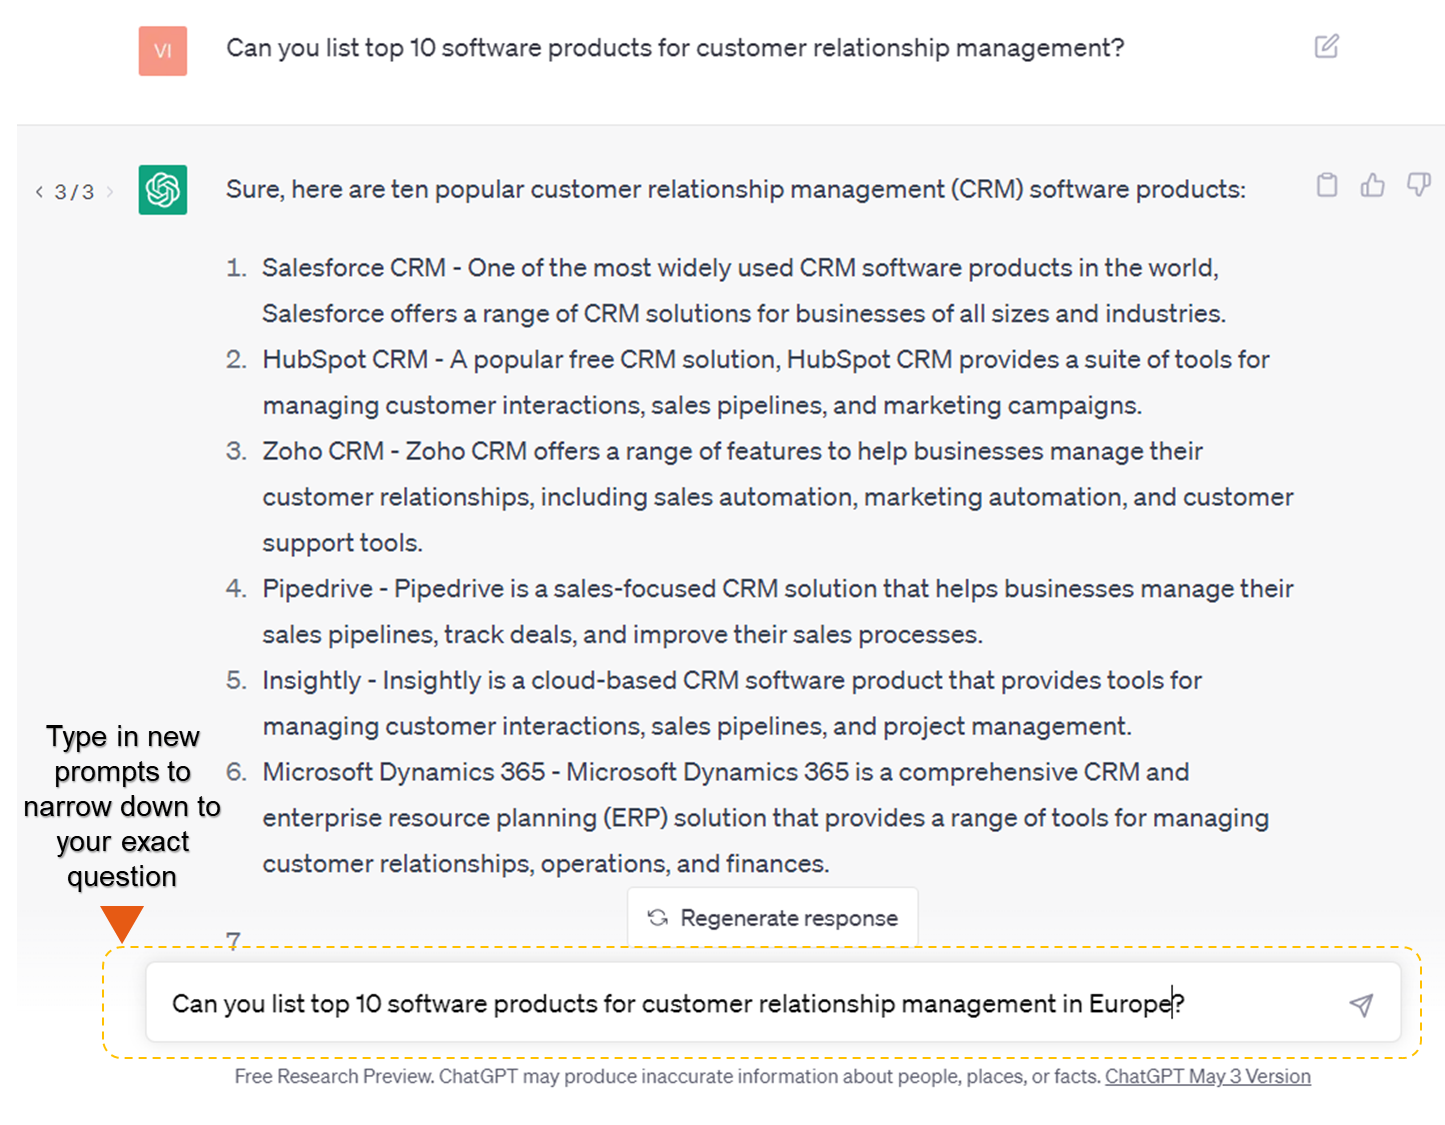 VI
Can you list top 10 software products for customer relationship management?
< 3 / 3 >
Sure, here are ten popular customer relationship management (CRM) software products:
1. Salesforce CRM - One of the most widely used CRM software products in the world,
Salesforce offers a range of CRM solutions for businesses of all sizes and industries.
2. HubSpot CRM - A popular free CRM solution, HubSpot CRM provides a suite of tools for
managing customer interactions, sales pipelines, and marketing campaigns.
3. Zoho CRM - Zoho CRM offers a range of features to help businesses manage their
customer relationships, including sales automation, marketing automation, and customer
support tools.
4. Pipedrive - Pipedrive is a sales-focused CRM solution that helps businesses manage their
sales pipelines, track deals, and improve their sales processes.
5. Insightly - Insightly is a cloud-based CRM software product that provides tools for
managing customer interactions, sales pipelines, and project management.
6. Microsoft Dynamics 365 - Microsoft Dynamics 365 is a comprehensive CRM and
enterprise resource planning (ERP) solution that provides a range of tools for managing
customer relationships, operations, and finances.
7
Type in new
prompts to
narrow down to
your exact
question
Regenerate response
Can you list top 10 software products for customer relationship management in Europe?
Free Research Preview. ChatGPT may produce inaccurate information about people, places, or facts. ChatGPT May 3 Version